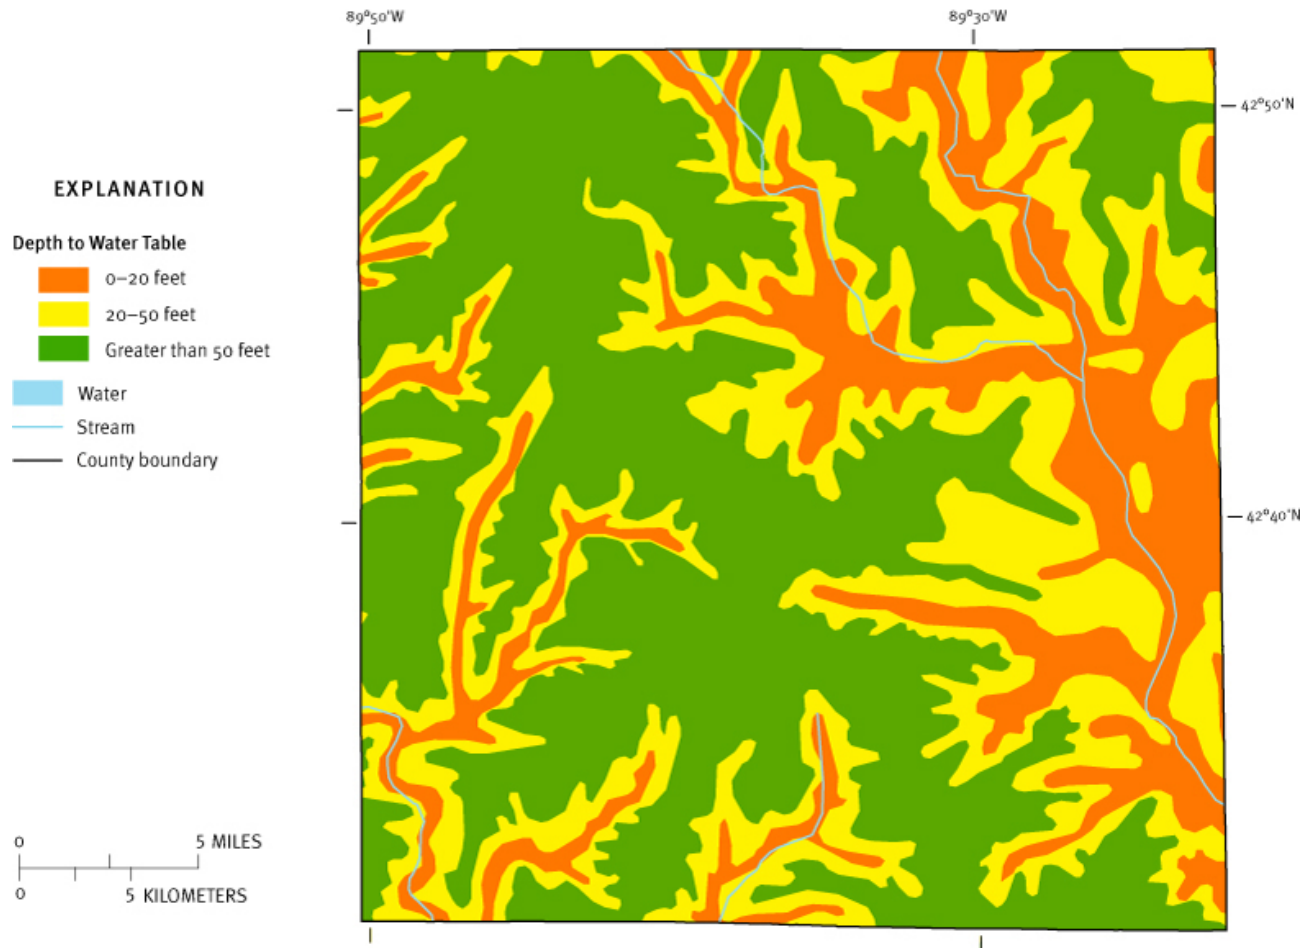 89°50'W
89°30'W
42°50'N
EXPLANATION
Depth to Water Table
0–20 feet
20–50 feet
Greater than 50 feet
Water
Stream
County boundary
42°40'N
0 5 MILES
0 5 KILOMETERS